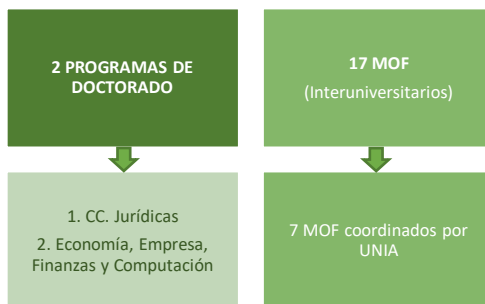 2 PROGRAMAS DE
DOCTORADO
17 MOF
(Interuniversitarios)
1. CC. Jurídicas
2. Economía, Empresa,
Finanzas y Computación
7 MOF coordinados por
UNIA